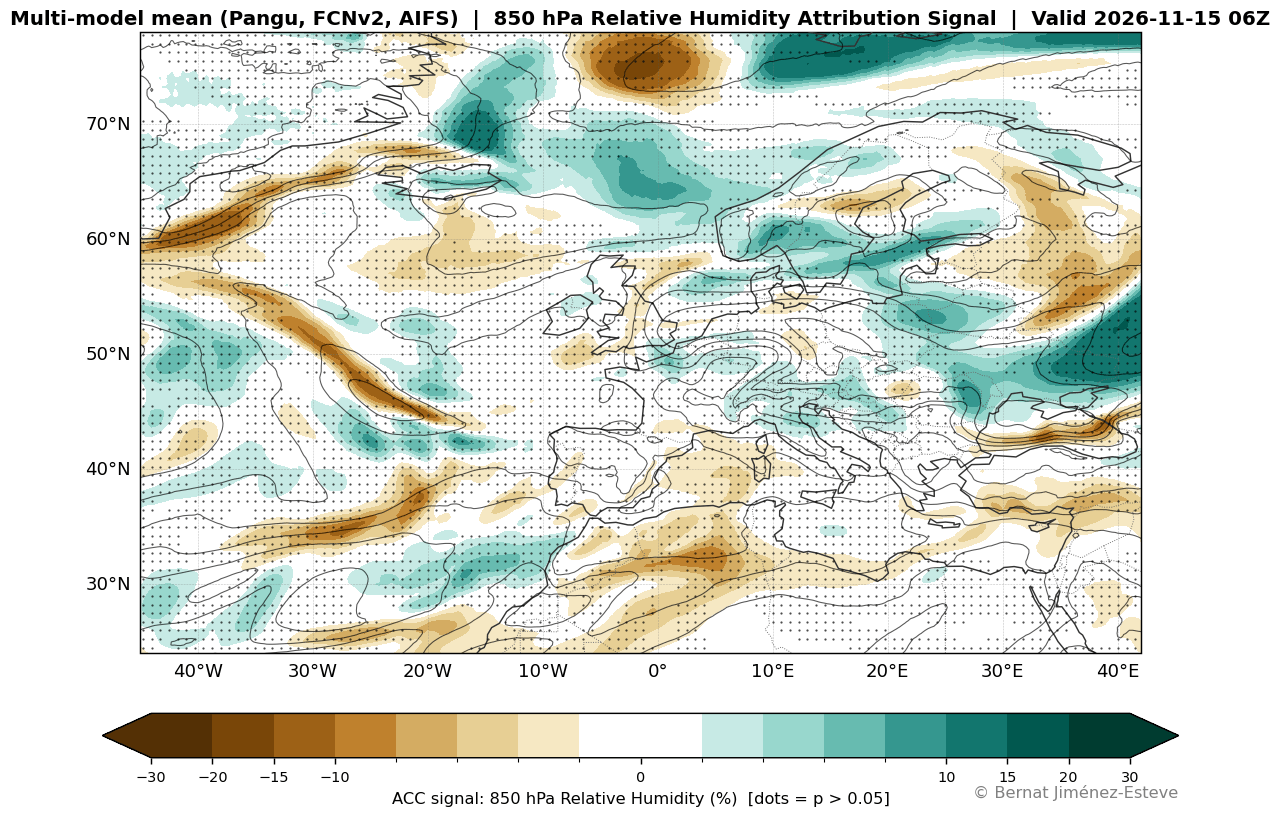 Multi-model mean (Pangu, FCNv2, AIFS)  |  850 hPa Relative Humidity Attribution Signal  |  Valid 2026-11-15 06Z
70°N
60°N
50°N
40°N
30°N
40°W 30°W 20°W 10°W 0° 10°E 20°E 30°E 40°E
−30 −20 −15 −10 0 10 15 20 30
ACC signal: 850 hPa Relative Humidity (%)  [dots = p > 0.05]
© Bernat Jiménez-Esteve